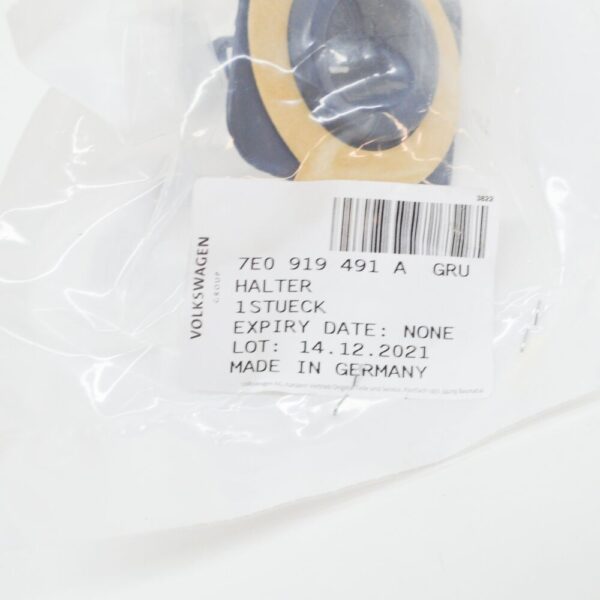 3822
7E0 919 491 A GRU
HALTER
1STUECK
EXPIRY DATE: NONE
LOT: 14.12.2021
MADE IN GERMANY
VOLKSWAGEN
GROUP